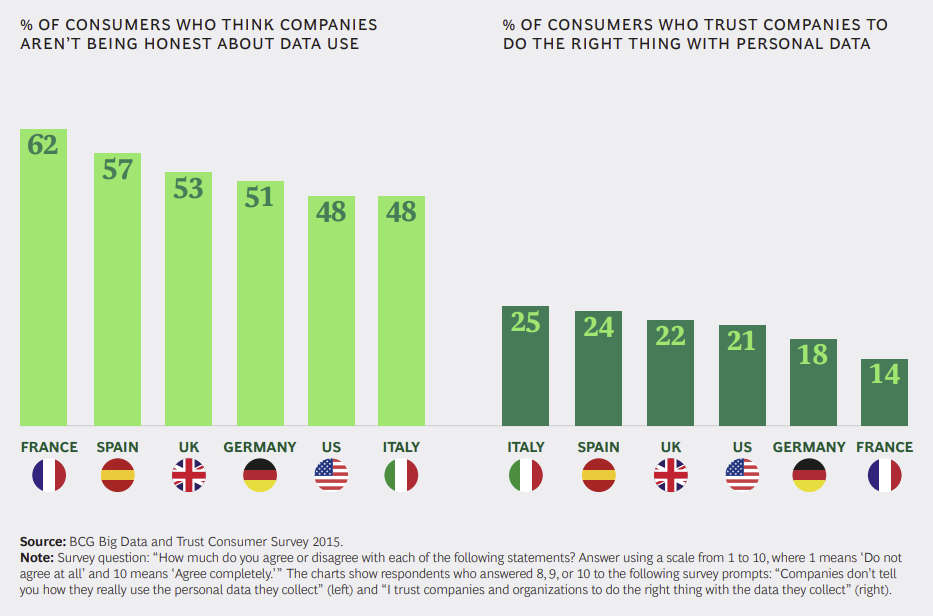 % OF CONSUMERS WHO THINK COMPANIES
AREN'T BEING HONEST ABOUT DATA USE
62
57
53
51
48
48
FRANCE
SPAIN
UK
GERMANY
US
ITALY
% OF CONSUMERS WHO TRUST COMPANIES TO
DO THE RIGHT THING WITH PERSONAL DATA
25
24
22
21
18
14
ITALY
SPAIN
UK
US
GERMANY
FRANCE
Source: BCG Big Data and Trust Consumer Survey 2015.
Note: Survey question: “How much do you agree or disagree with each of the following statements? Answer using a scale from 1 to 10, where 1 means ‘Do not
agree at all’ and 10 means ‘Agree completely.’” The charts show respondents who answered 8, 9, or 10 to the following survey prompts: “Companies don’t tell
you how they really use the personal data they collect” (left) and “I trust companies and organizations to do the right thing with the data they collect” (right).